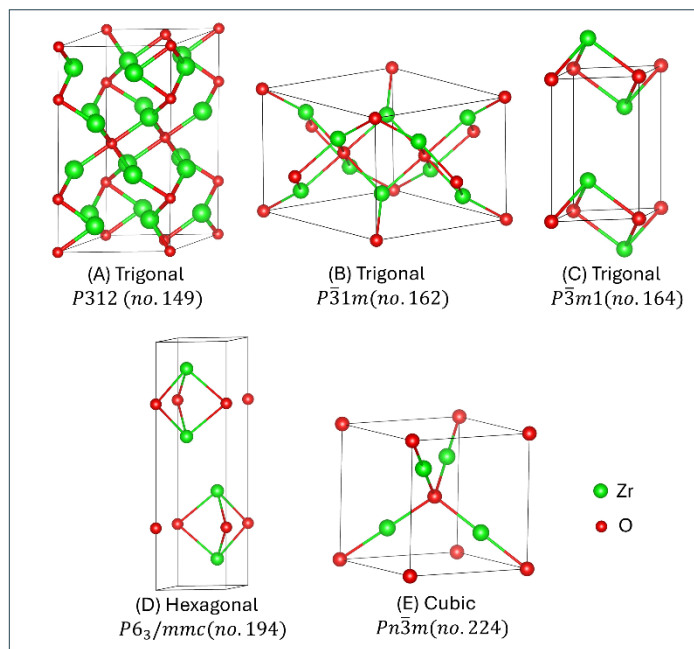 (A) Trigonal
P312 (no. 149)
(B) Trigonal
P3̅1m(no. 162)
(C) Trigonal
P3̅m1(no. 164)
(D) Hexagonal
P6₃/mmc(no. 194)
(E) Cubic
Pn3̅m(no. 224)
Zr
O